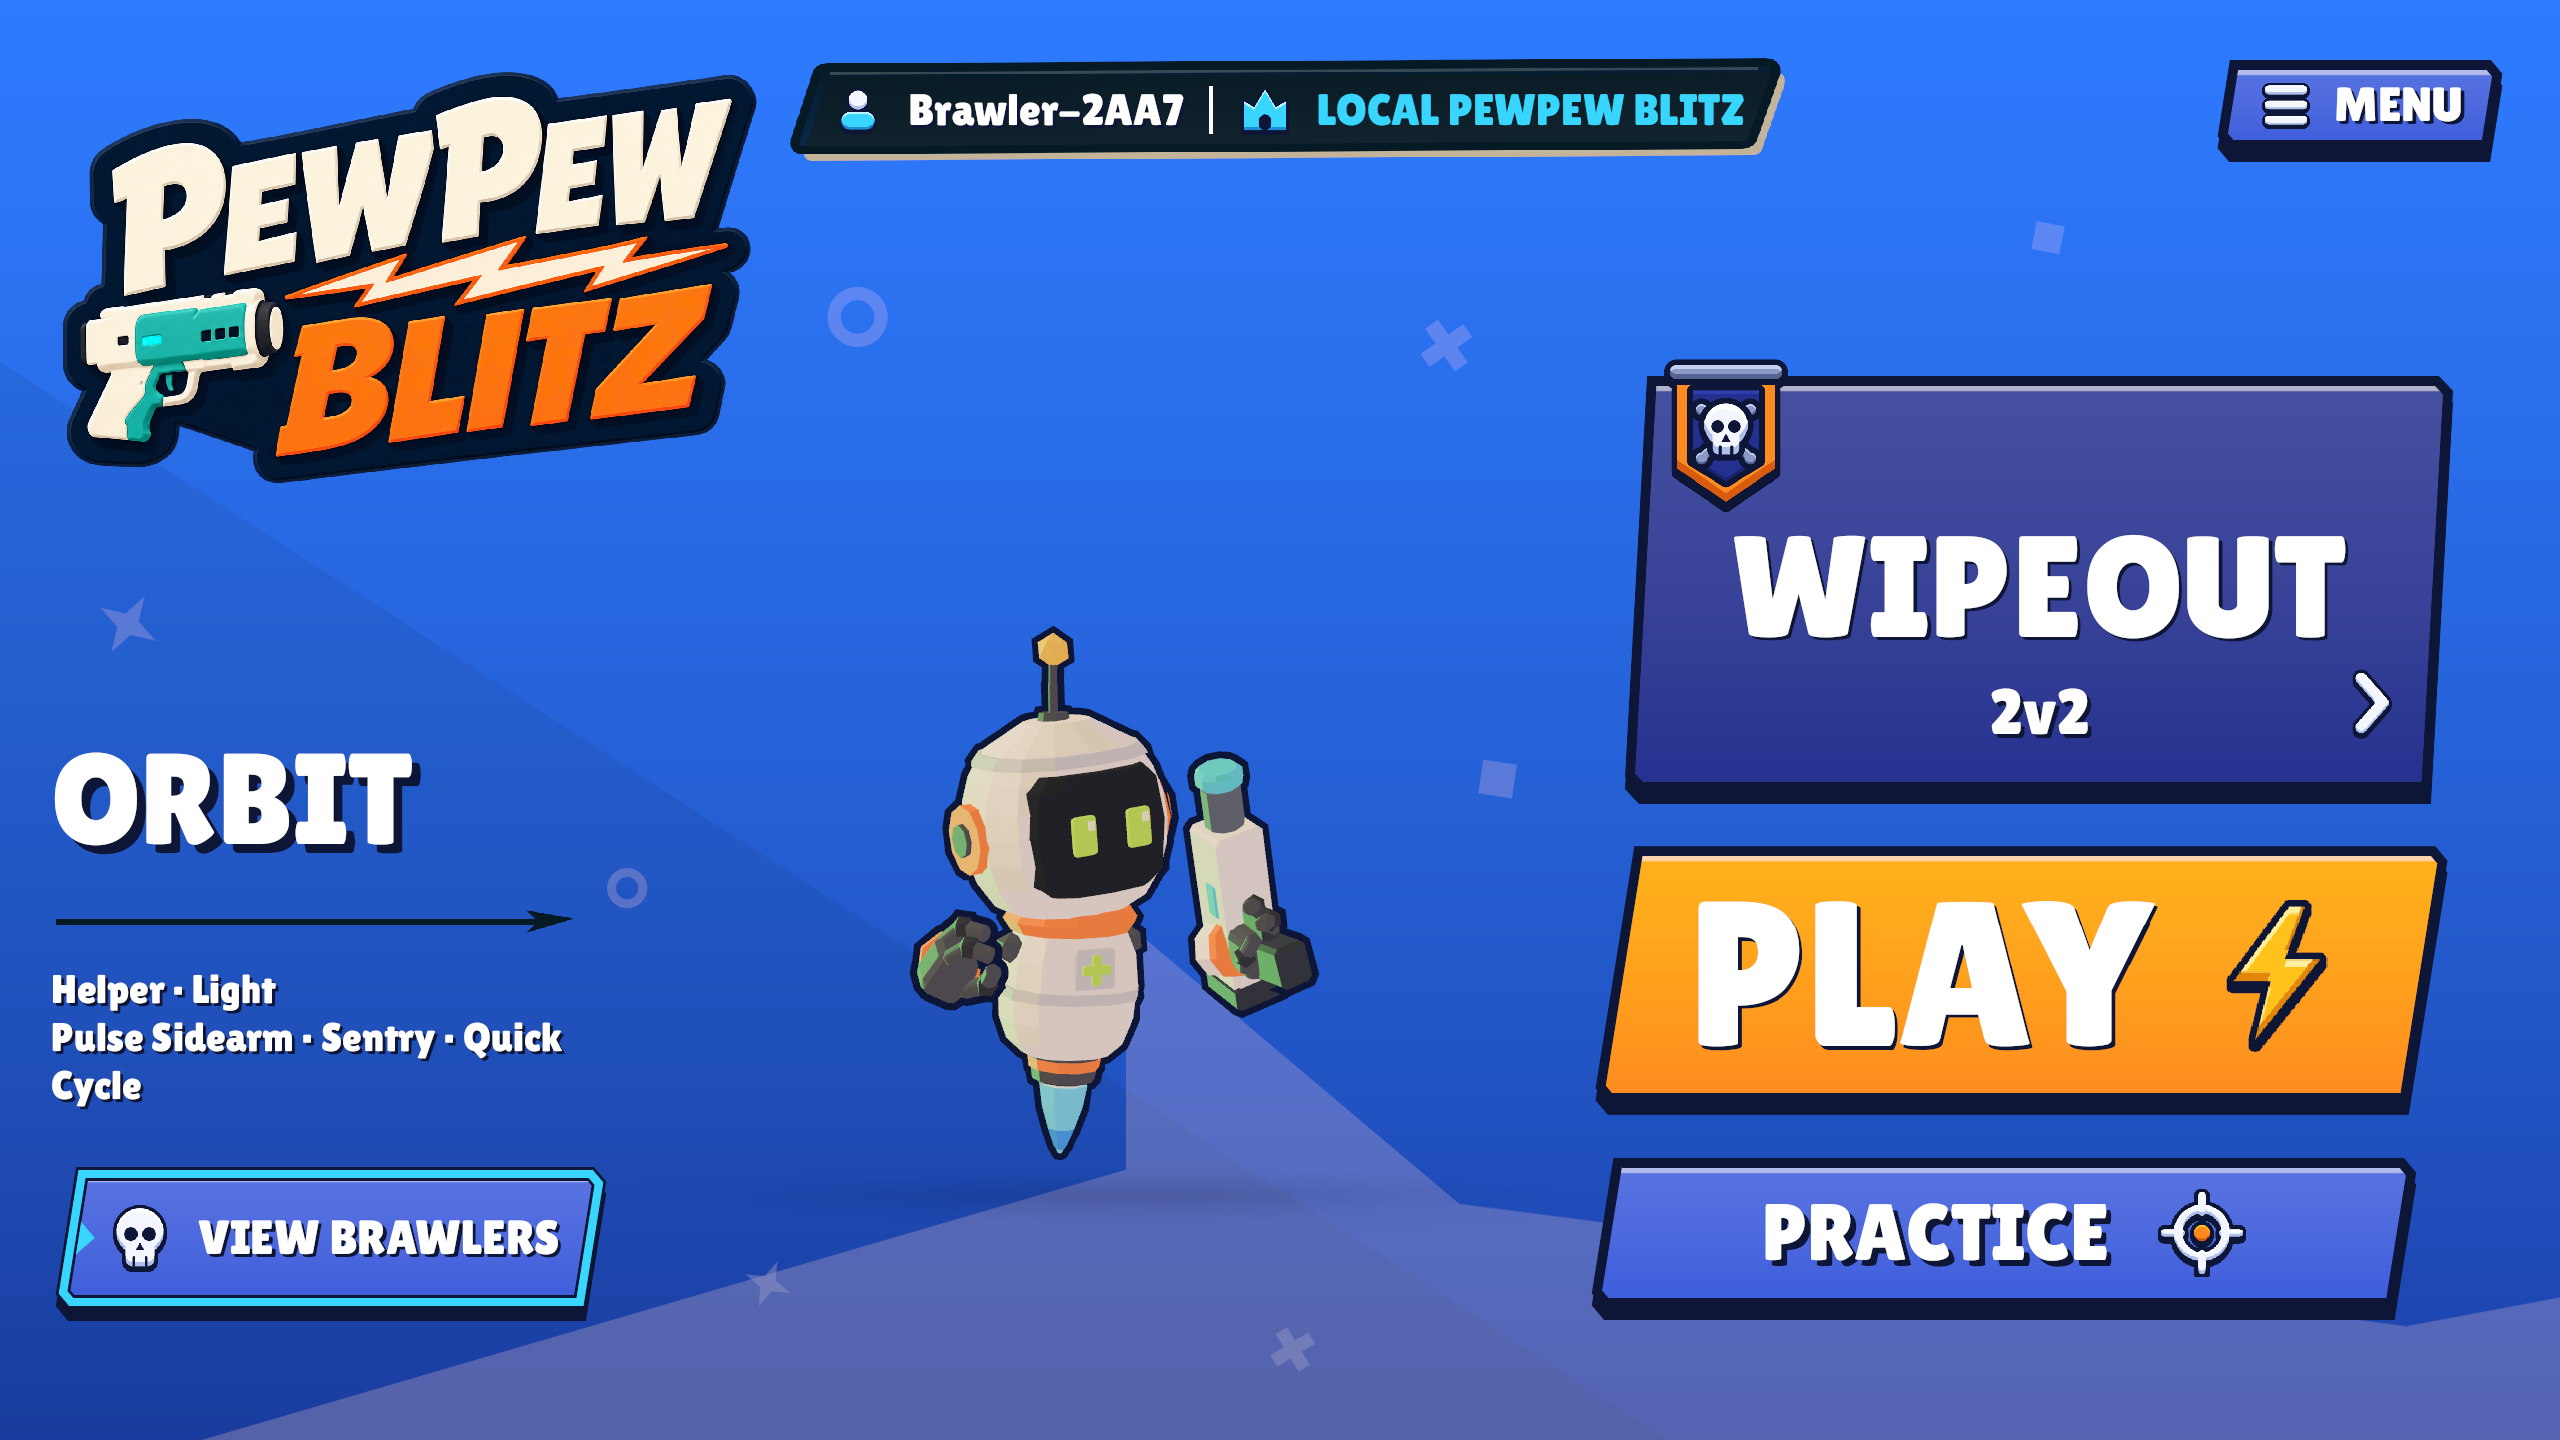 PEWPEW
BLITZ
Brawler-2AA7
LOCAL PEWPEW BLITZ
MENU
WIPEOUT
2v2
ORBIT
Helper · Light
Pulse Sidearm · Sentry · Quick
Cycle
PLAY
VIEW BRAWLERS
PRACTICE